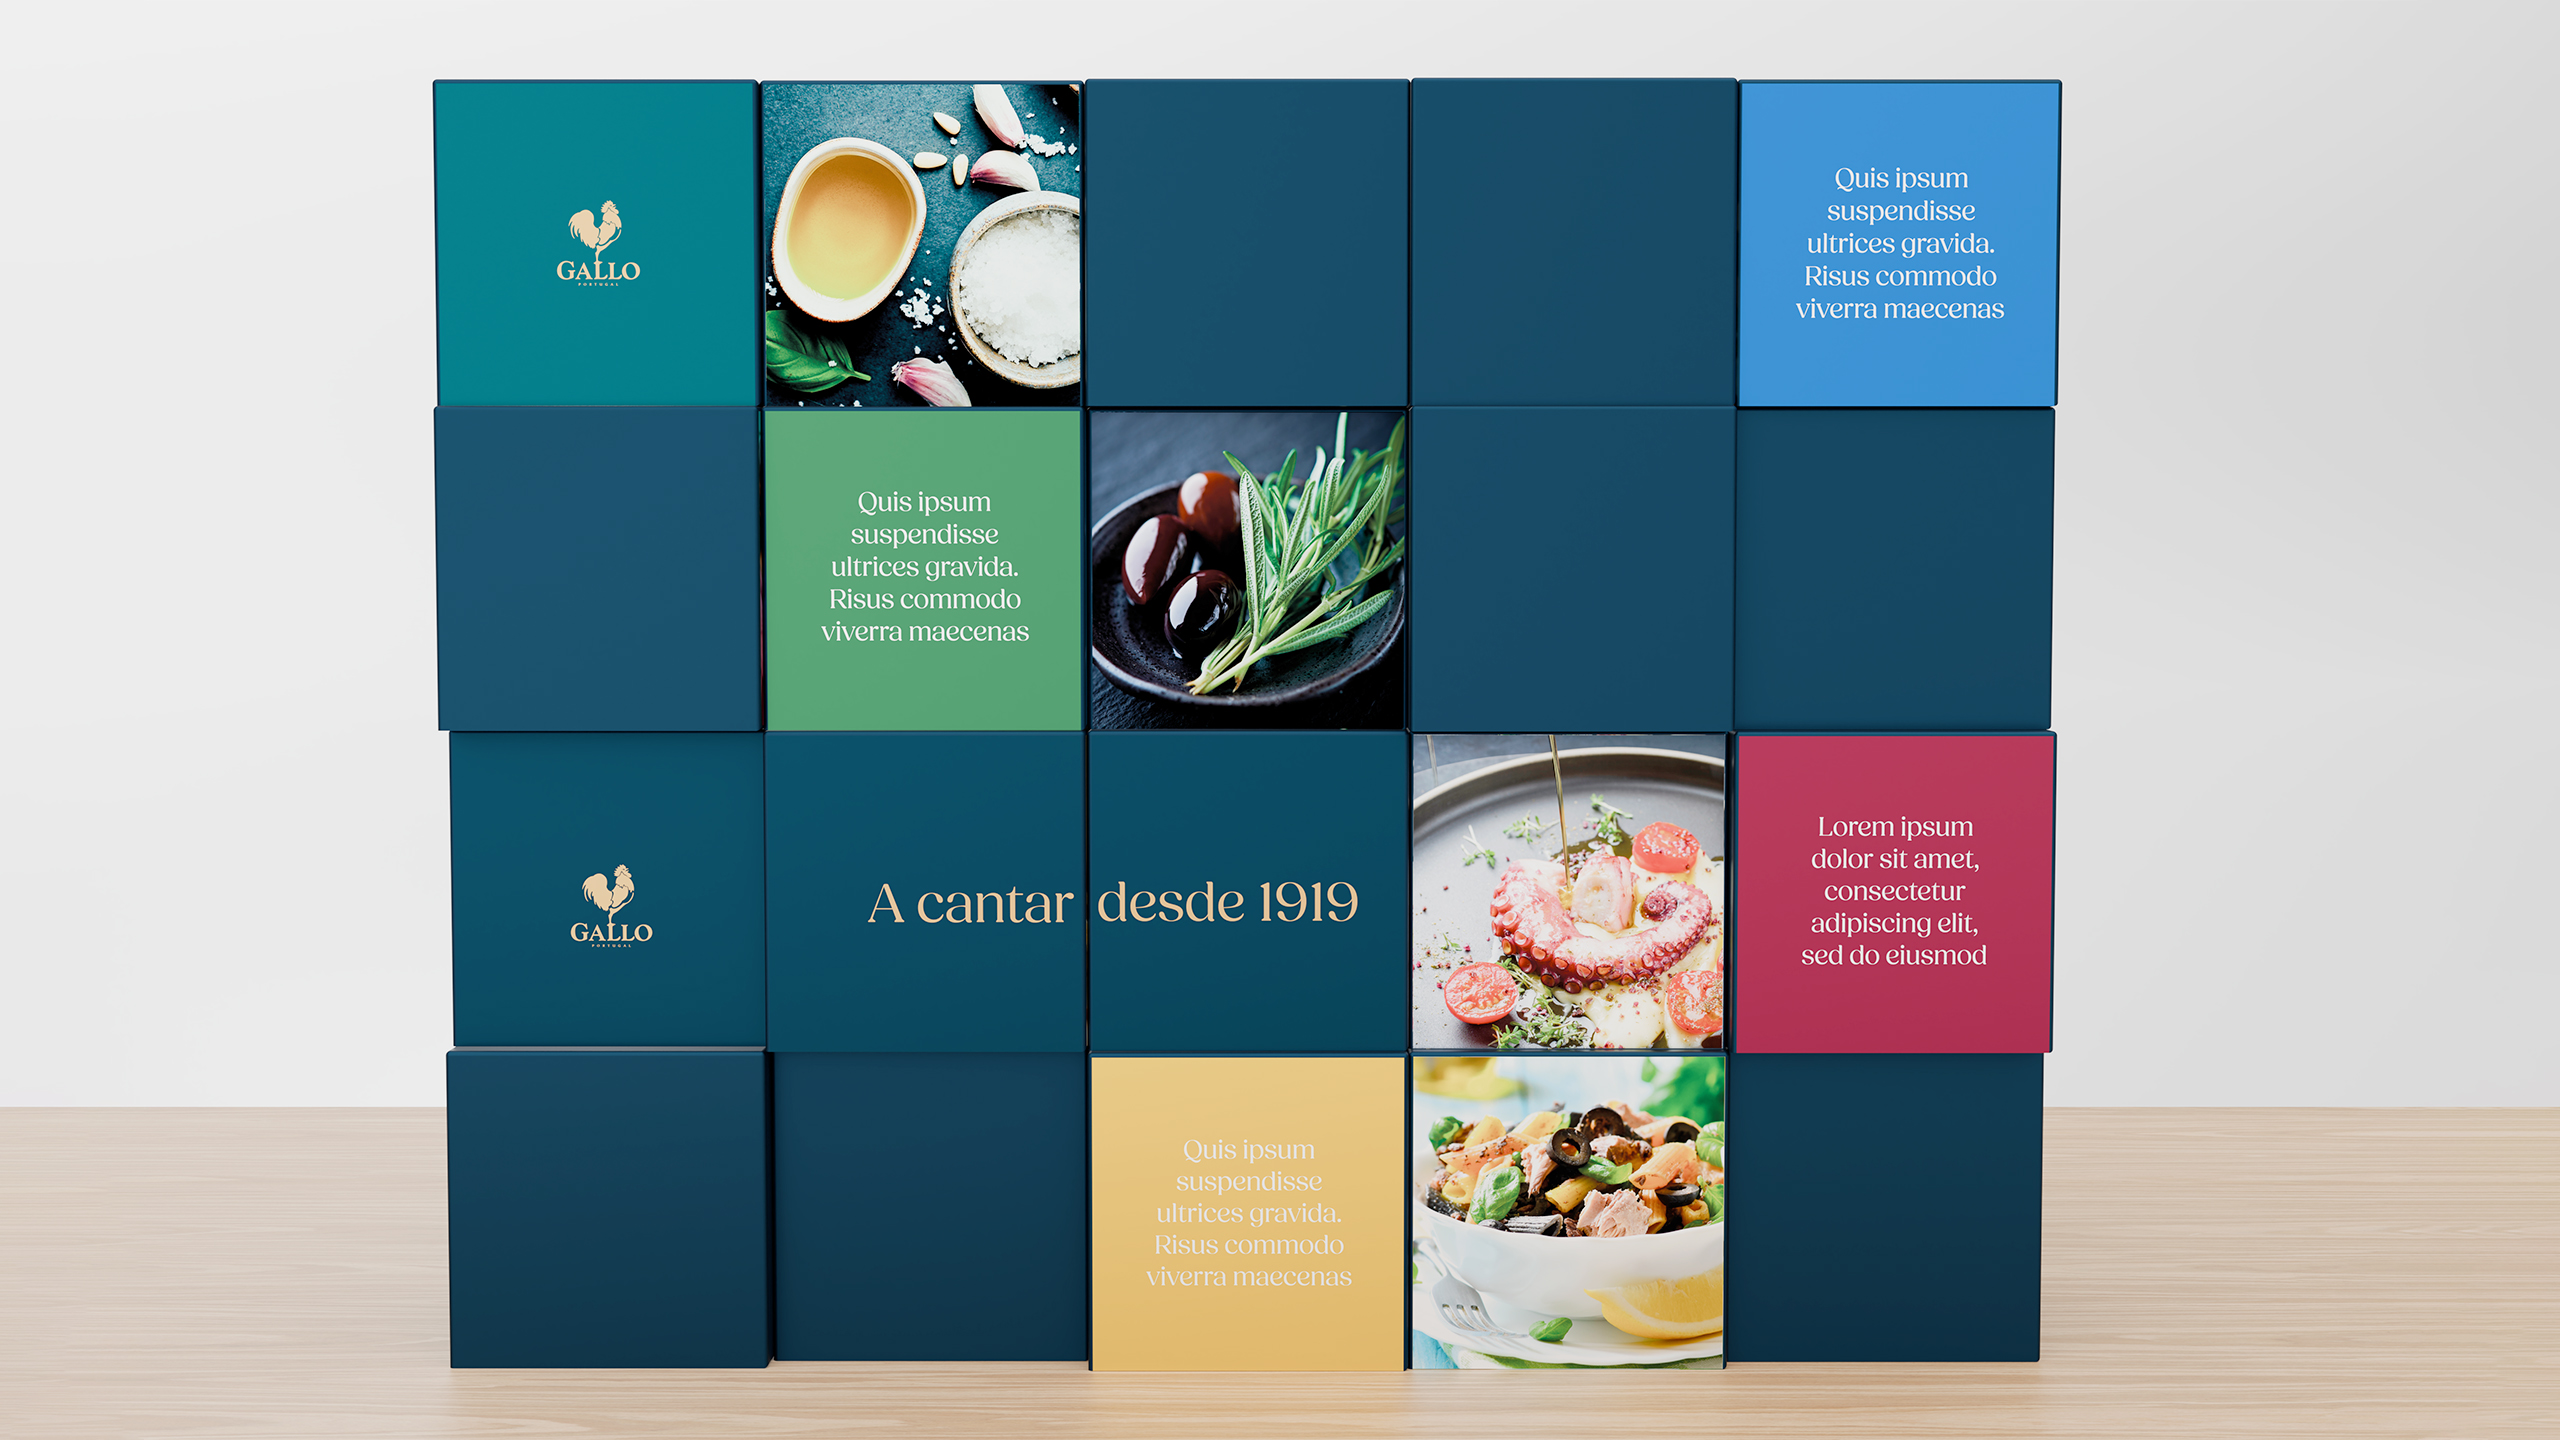 GALLO
PORTUGAL
Quis ipsum
suspendisse
ultrices gravida.
Risus commodo
viverra maecenas
Quis ipsum
suspendisse
ultrices gravida.
Risus commodo
viverra maecenas
GALLO
PORTUGAL
A cantar desde 1919
Lorem ipsum
dolor sit amet,
consectetur
adipiscing elit,
sed do eiusmod
Quis ipsum
suspendisse
ultrices gravida.
Risus commodo
viverra maecenas